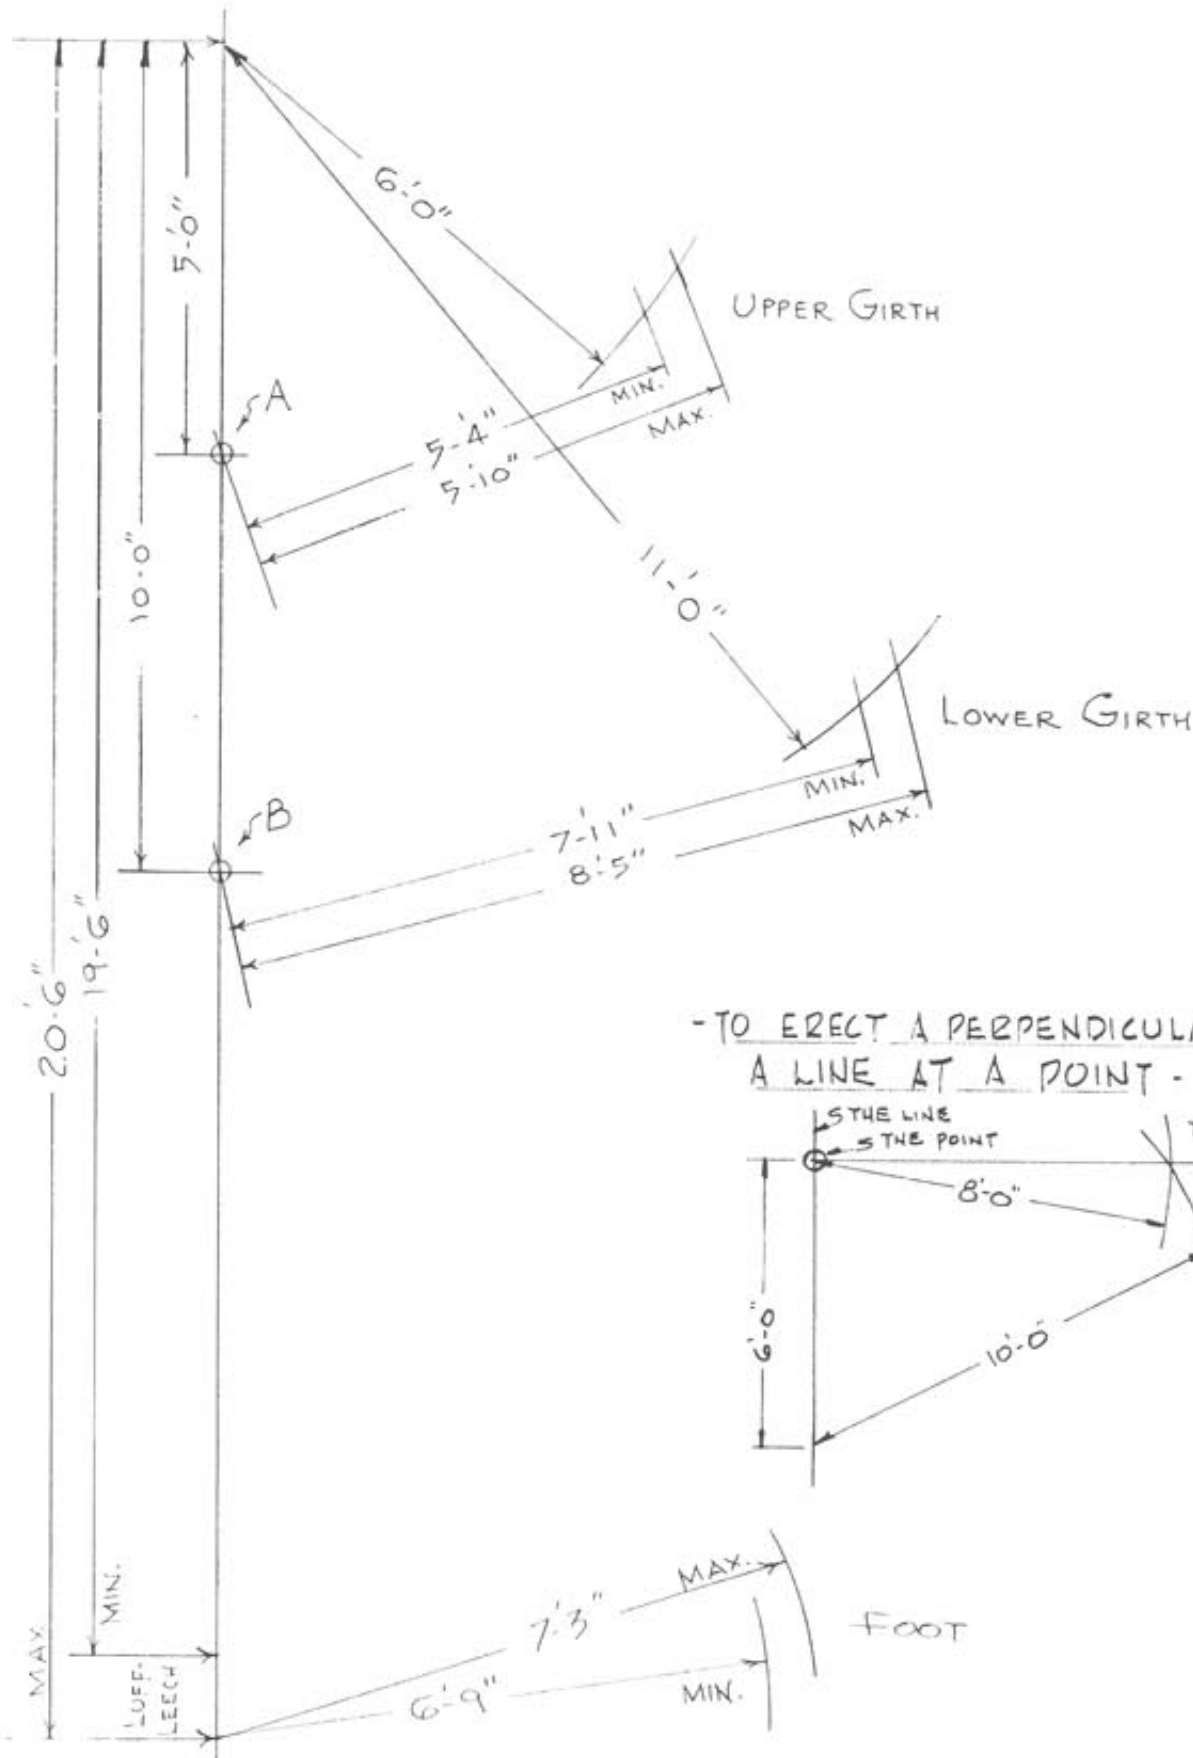 5'-0"
6'-0"
UPPER GIRTH
A
5'-4"
MIN.
5'-10"
MAX.
10'-0"
11'-0"
LOWER GIRTH
B
7'-11"
MIN.
8'-5"
MAX.
20'-6"
19'-6"
- TO ERECT A PERPENDICULA
A LINE AT A POINT -
THE LINE
THE POINT
8'-0"
6'-0"
10'-0"
MAX.
MIN.
LUFF-
LEECH
7'-3"
MAX.
FOOT
6'-9"
MIN.